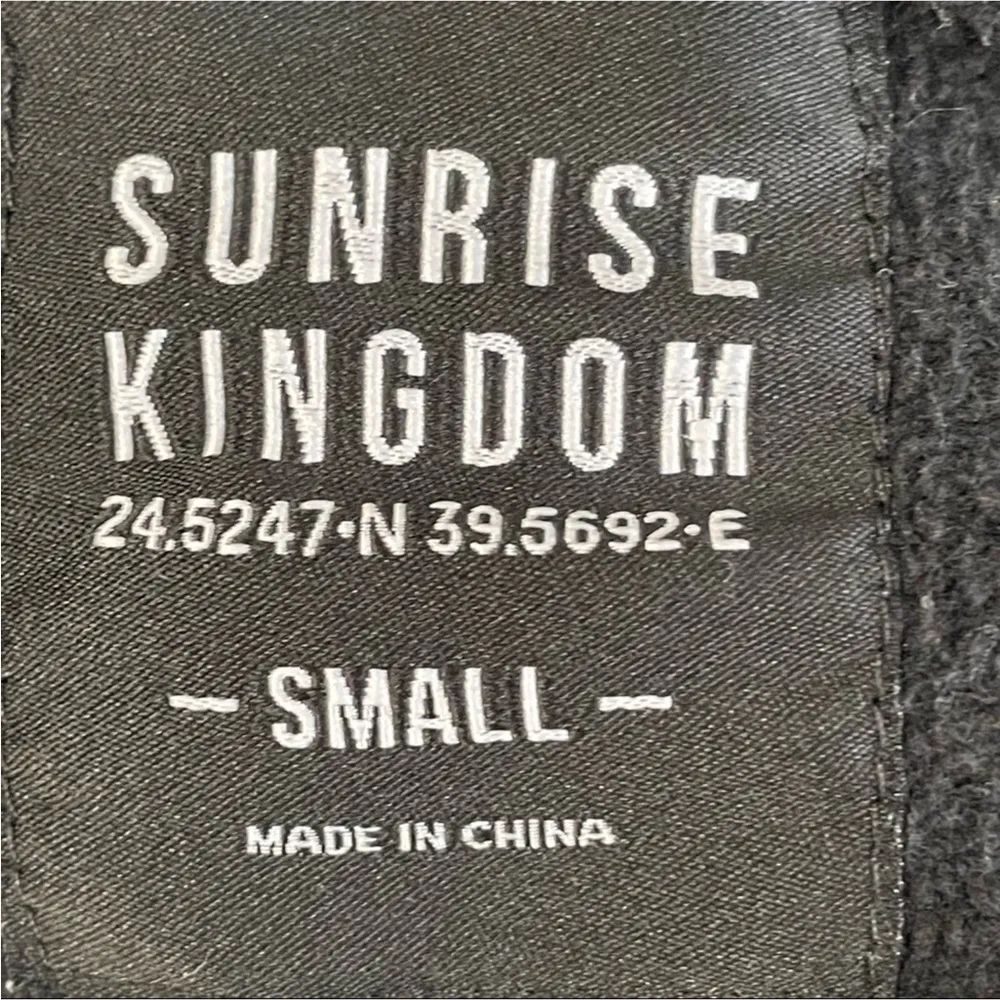 SUNRISE
KINGDOM
24.5247·N 39.5692·E
- SMALL -
MADE IN CHINA